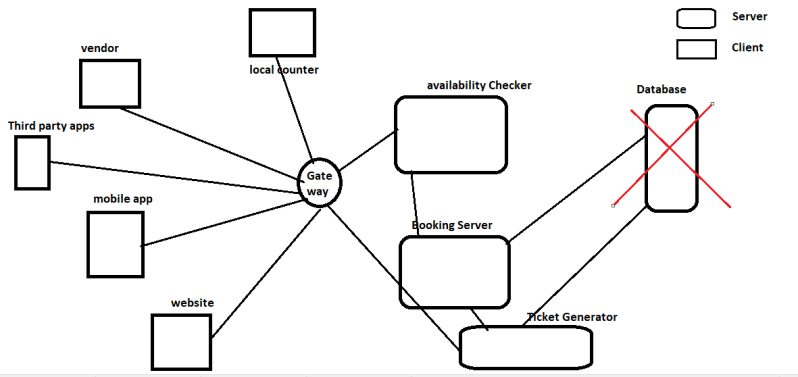 Server
vendor
Client
local counter
availability Checker
Database
Third party apps
Gate
way
mobile app
Booking Server
website
Ticket Generator